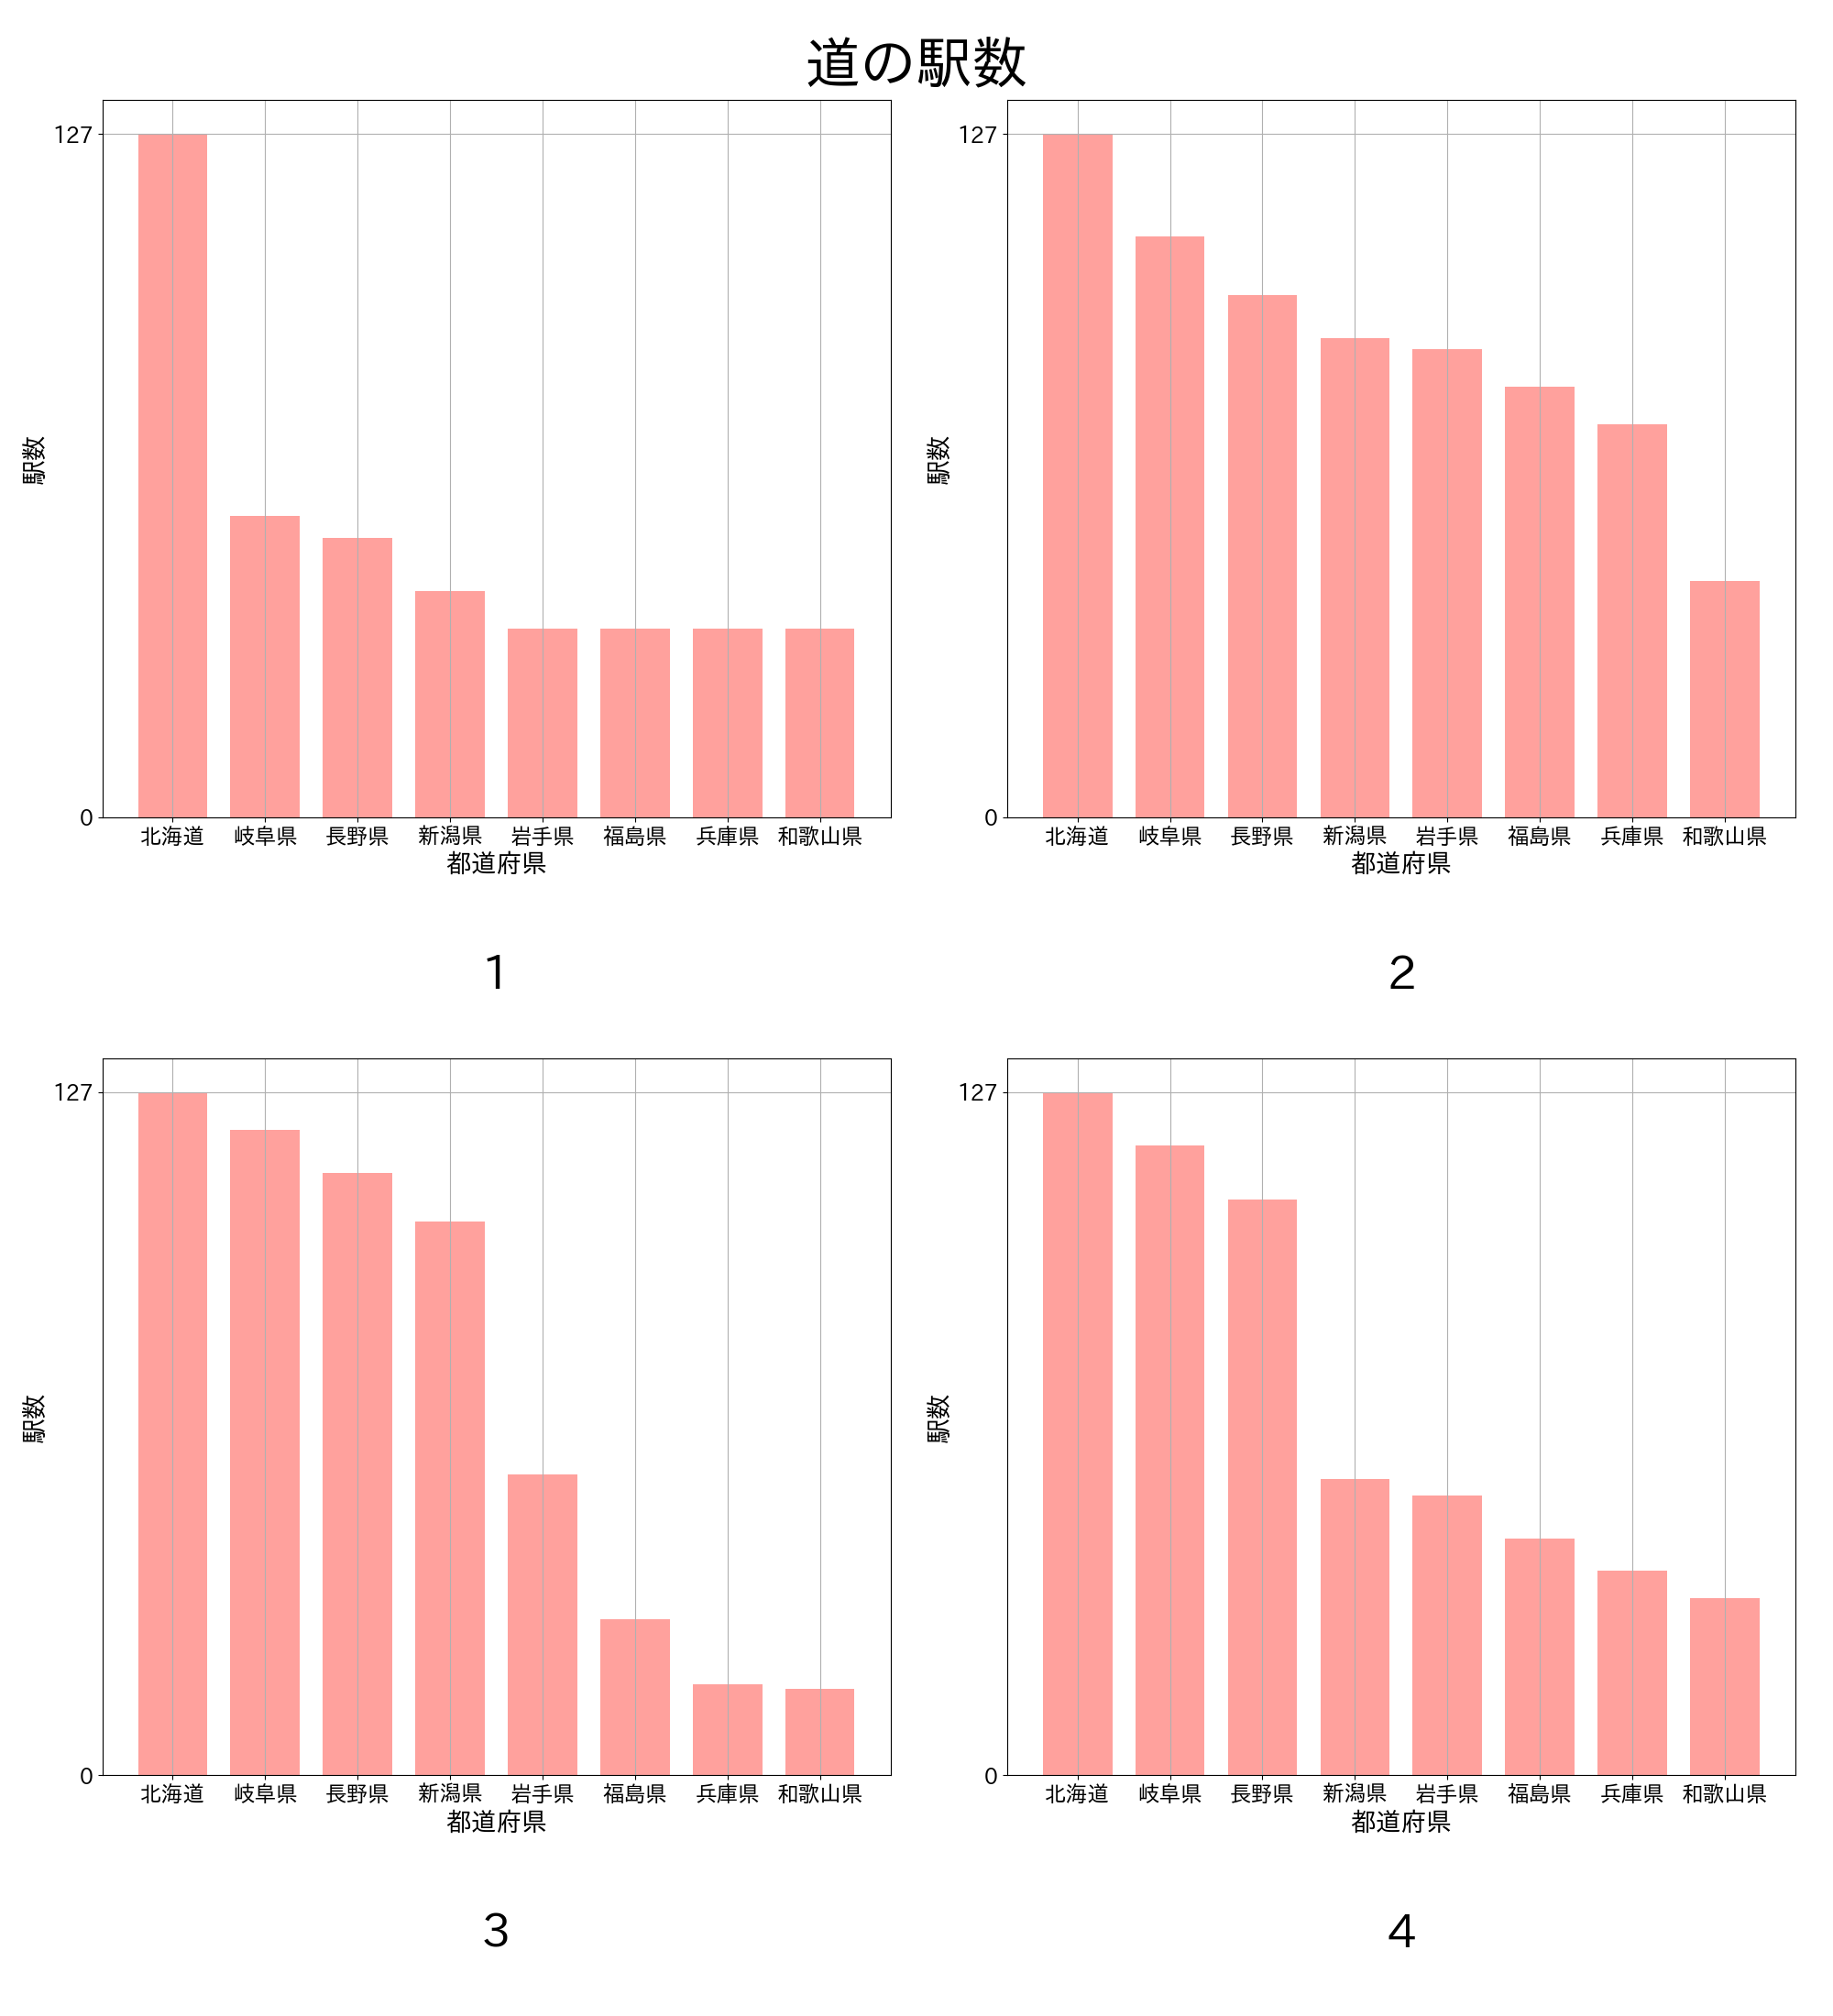 道の駅数
127
駅数
0
北海道 岐阜県 長野県 新潟県 岩手県 福島県 兵庫県 和歌山県
都道府県
1
127
駅数
0
北海道 岐阜県 長野県 新潟県 岩手県 福島県 兵庫県 和歌山県
都道府県
2
127
駅数
0
北海道 岐阜県 長野県 新潟県 岩手県 福島県 兵庫県 和歌山県
都道府県
3
127
駅数
0
北海道 岐阜県 長野県 新潟県 岩手県 福島県 兵庫県 和歌山県
都道府県
4